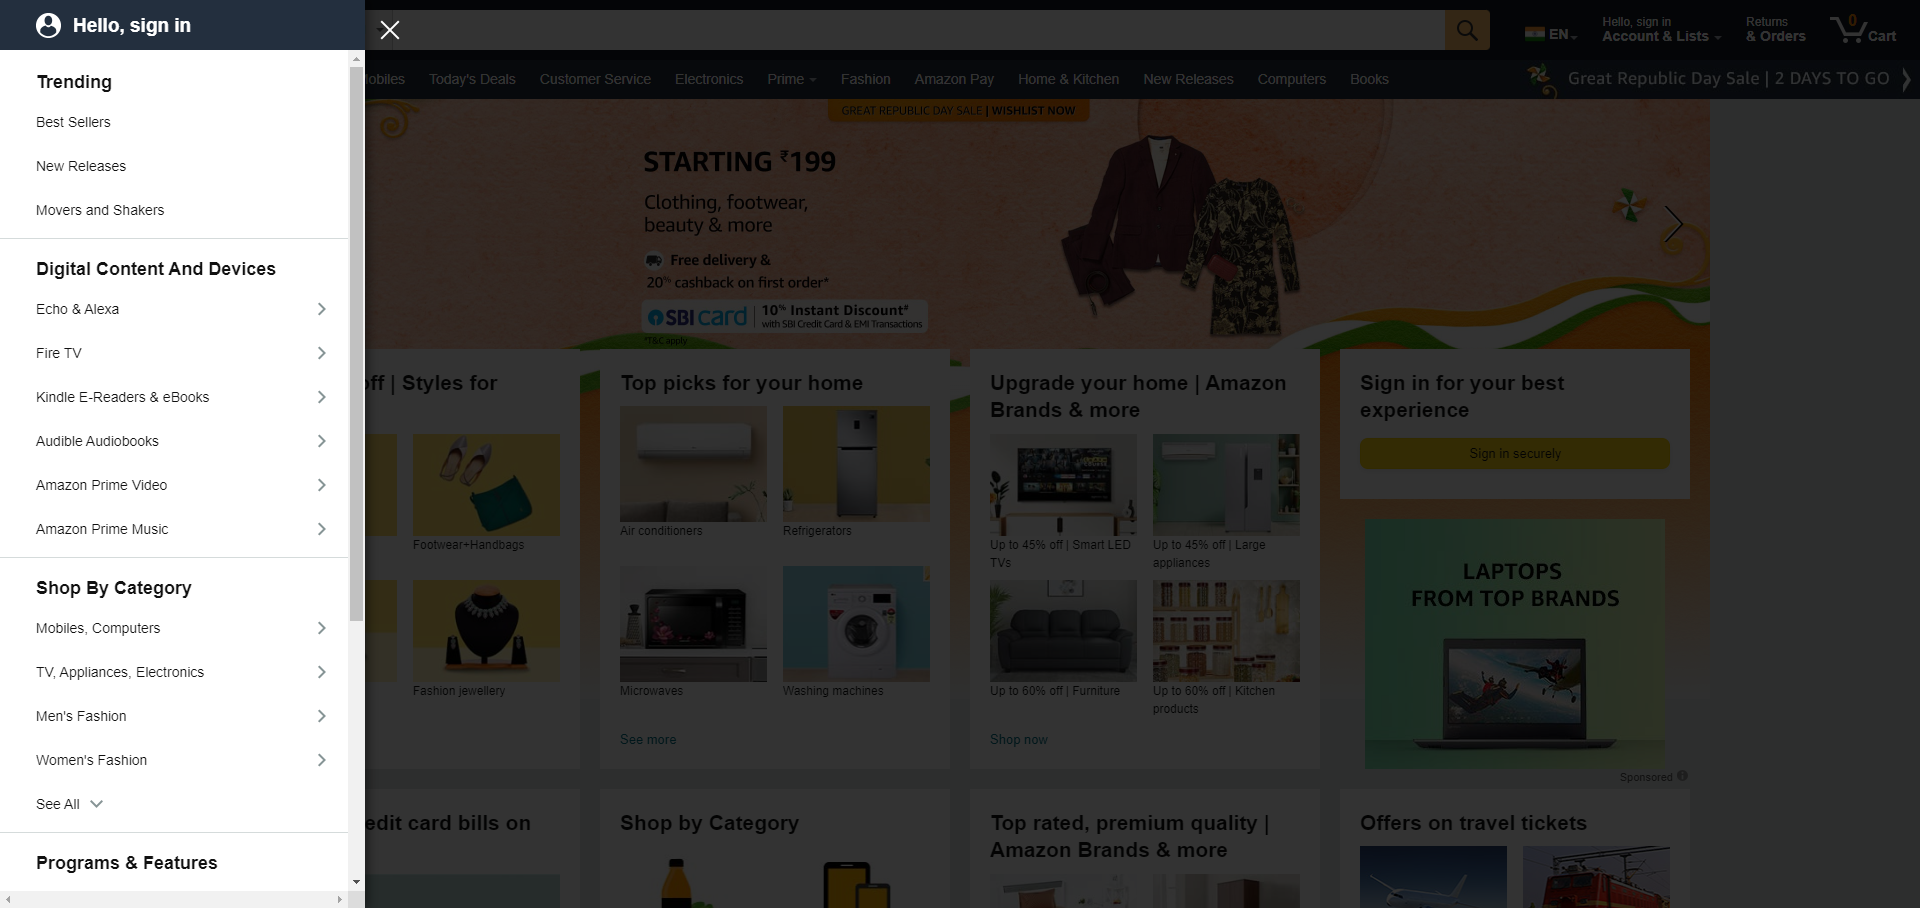 Hello, sign in
Trending
Best Sellers
New Releases
Movers and Shakers
Digital Content And Devices
Echo & Alexa
Fire TV
Kindle E-Readers & eBooks
Audible Audiobooks
Amazon Prime Video
Amazon Prime Music
Shop By Category
Mobiles, Computers
TV, Appliances, Electronics
Men's Fashion
Women's Fashion
See All
Programs & Features
EN
Hello, sign in
Account & Lists
Returns
& Orders
0
Cart
obiles Today's Deals Customer Service Electronics Prime Fashion Amazon Pay Home & Kitchen New Releases Computers Books
Great Republic Day Sale | 2 DAYS TO GO
GREAT REPUBLIC DAY SALE | WISHLIST NOW
STARTING ₹199
Clothing, footwear,
beauty & more
Free delivery &
20% cashback on first order*
SBI card
10% Instant Discount#
with SBI Credit Card & EMI Transactions
*T&C apply
off | Styles for
Footwear+Handbags
Fashion jewellery
Top picks for your home
Air conditioners
Refrigerators
Microwaves
Washing machines
See more
Upgrade your home | Amazon
Brands & more
Up to 45% off | Smart LED
TVs
Up to 45% off | Large
appliances
Up to 60% off | Furniture
Up to 60% off | Kitchen
products
Shop now
Sign in for your best
experience
Sign in securely
LAPTOPS
FROM TOP BRANDS
Sponsored
edit card bills on
Shop by Category
Top rated, premium quality |
Amazon Brands & more
Offers on travel tickets